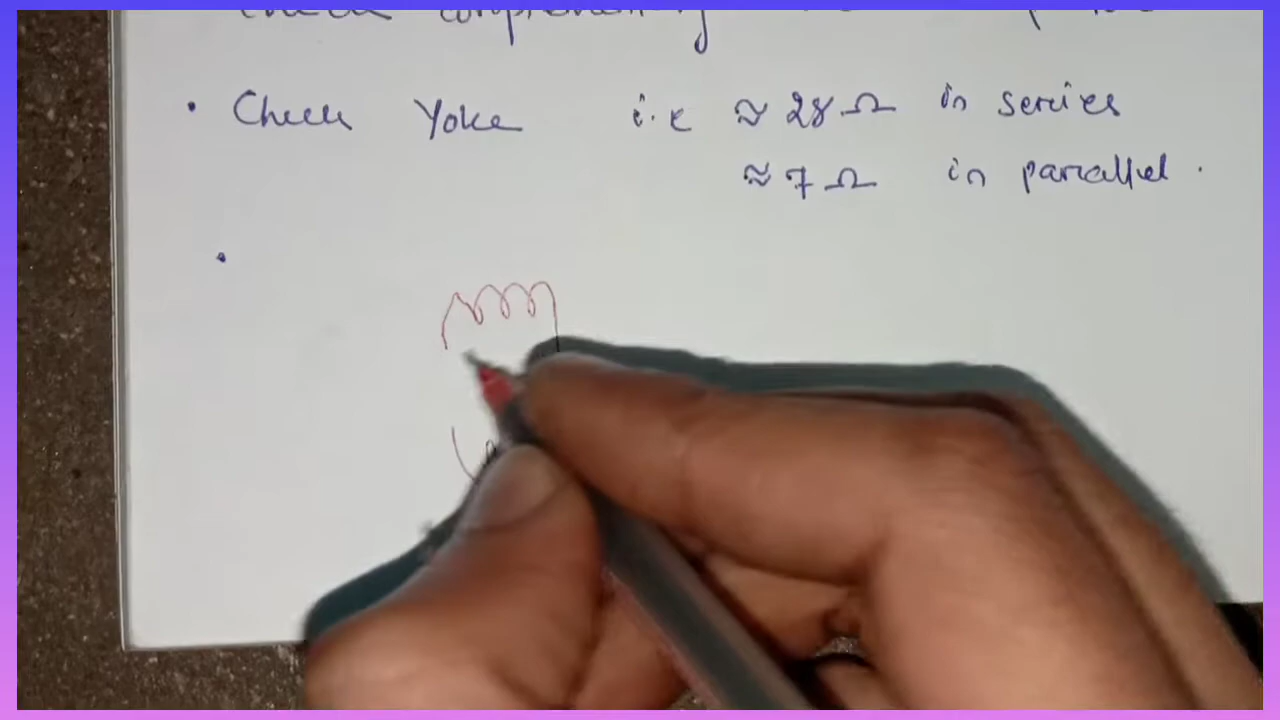 • Check Yoke i.e ≈ 28 Ω in series
≈ 7 Ω in parallel.
•